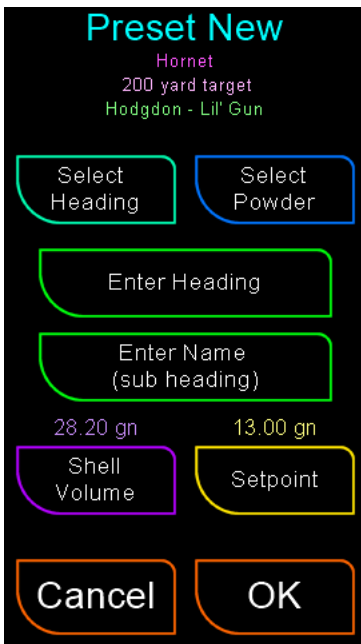 Preset New
Hornet
200 yard target
Hodgdon - Lil' Gun
Select
Heading
Select
Powder
Enter Heading
Enter Name
(sub heading)
28.20 gn
13.00 gn
Shell
Volume
Setpoint
Cancel
OK